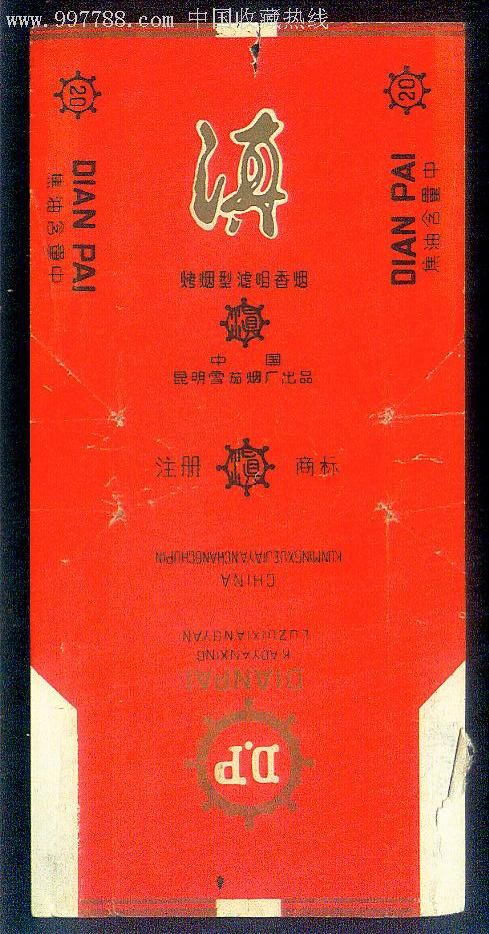 www.997788.com 中国收藏热线
20
DIAN PAI
焦油含量中
滇
烤烟型滤咀香烟
滇
中国
昆明雪茄烟厂出品
20
DIAN PAI
焦油含量中
注册 滇 商标
KUNMINGXUEJIAYANCHANGCHUPIN
CHINA
LUZUIXIANGYAN
KAOYANXING
DIANPAI
D.P